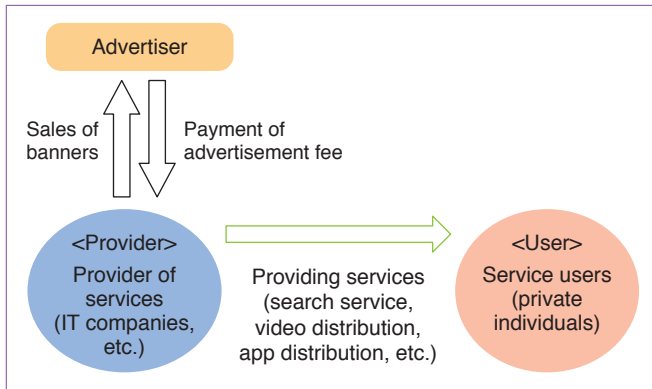 Advertiser
Sales of
banners
Payment of
advertisement fee
<Provider>
Provider of
services
(IT companies,
etc.)
Providing services
(search service,
video distribution,
app distribution, etc.)
<User>
Service users
(private
individuals)